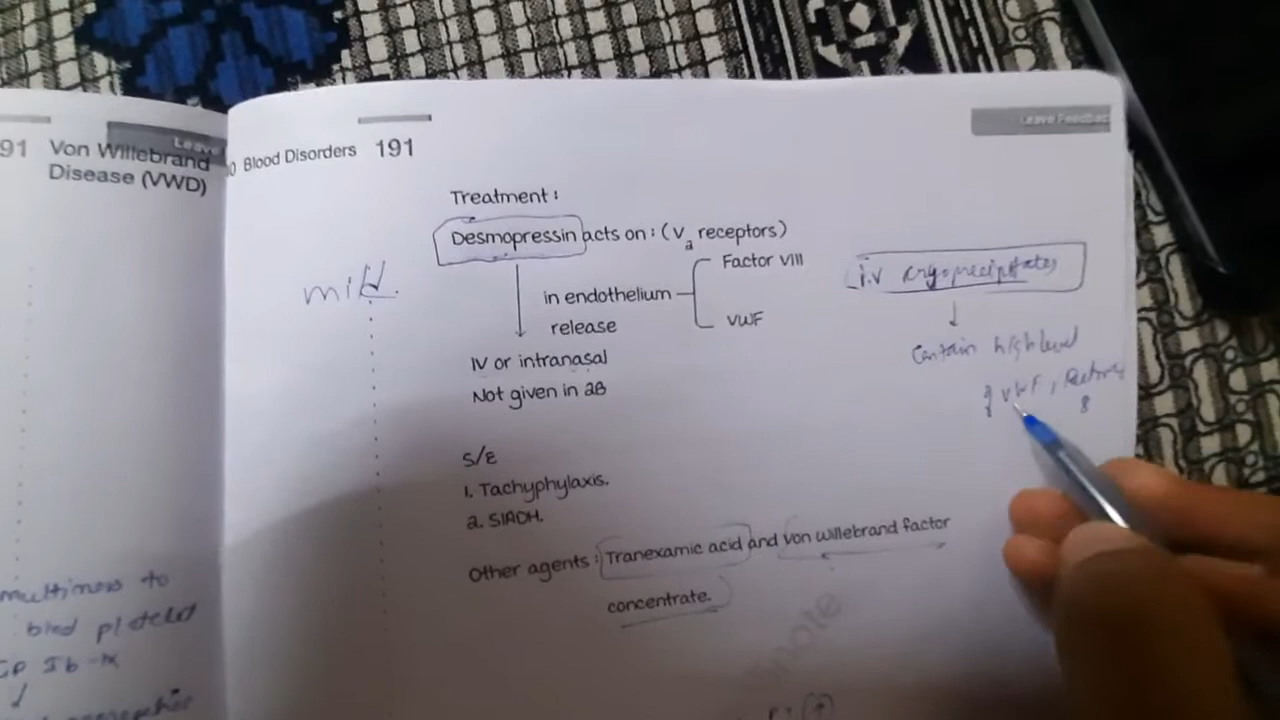 91 Von Willebrand
Disease (VWD)
multimers to
bind platelet
GP Ib-IX
Blood Disorders 191
Leave Feedbac
Treatment:
Desmopressin acts on: (Va receptors)
Factor VIII
in endothelium
release
VWF
mild.
IV or intranasal
Not given in 2B
S/E
1. Tachyphylaxis.
2. SIADH.
Other agents: Tranexamic acid and von willebrand factor
concentrate.
i.v cryoprecipitates
Contain high level
of VWF, Factor
8